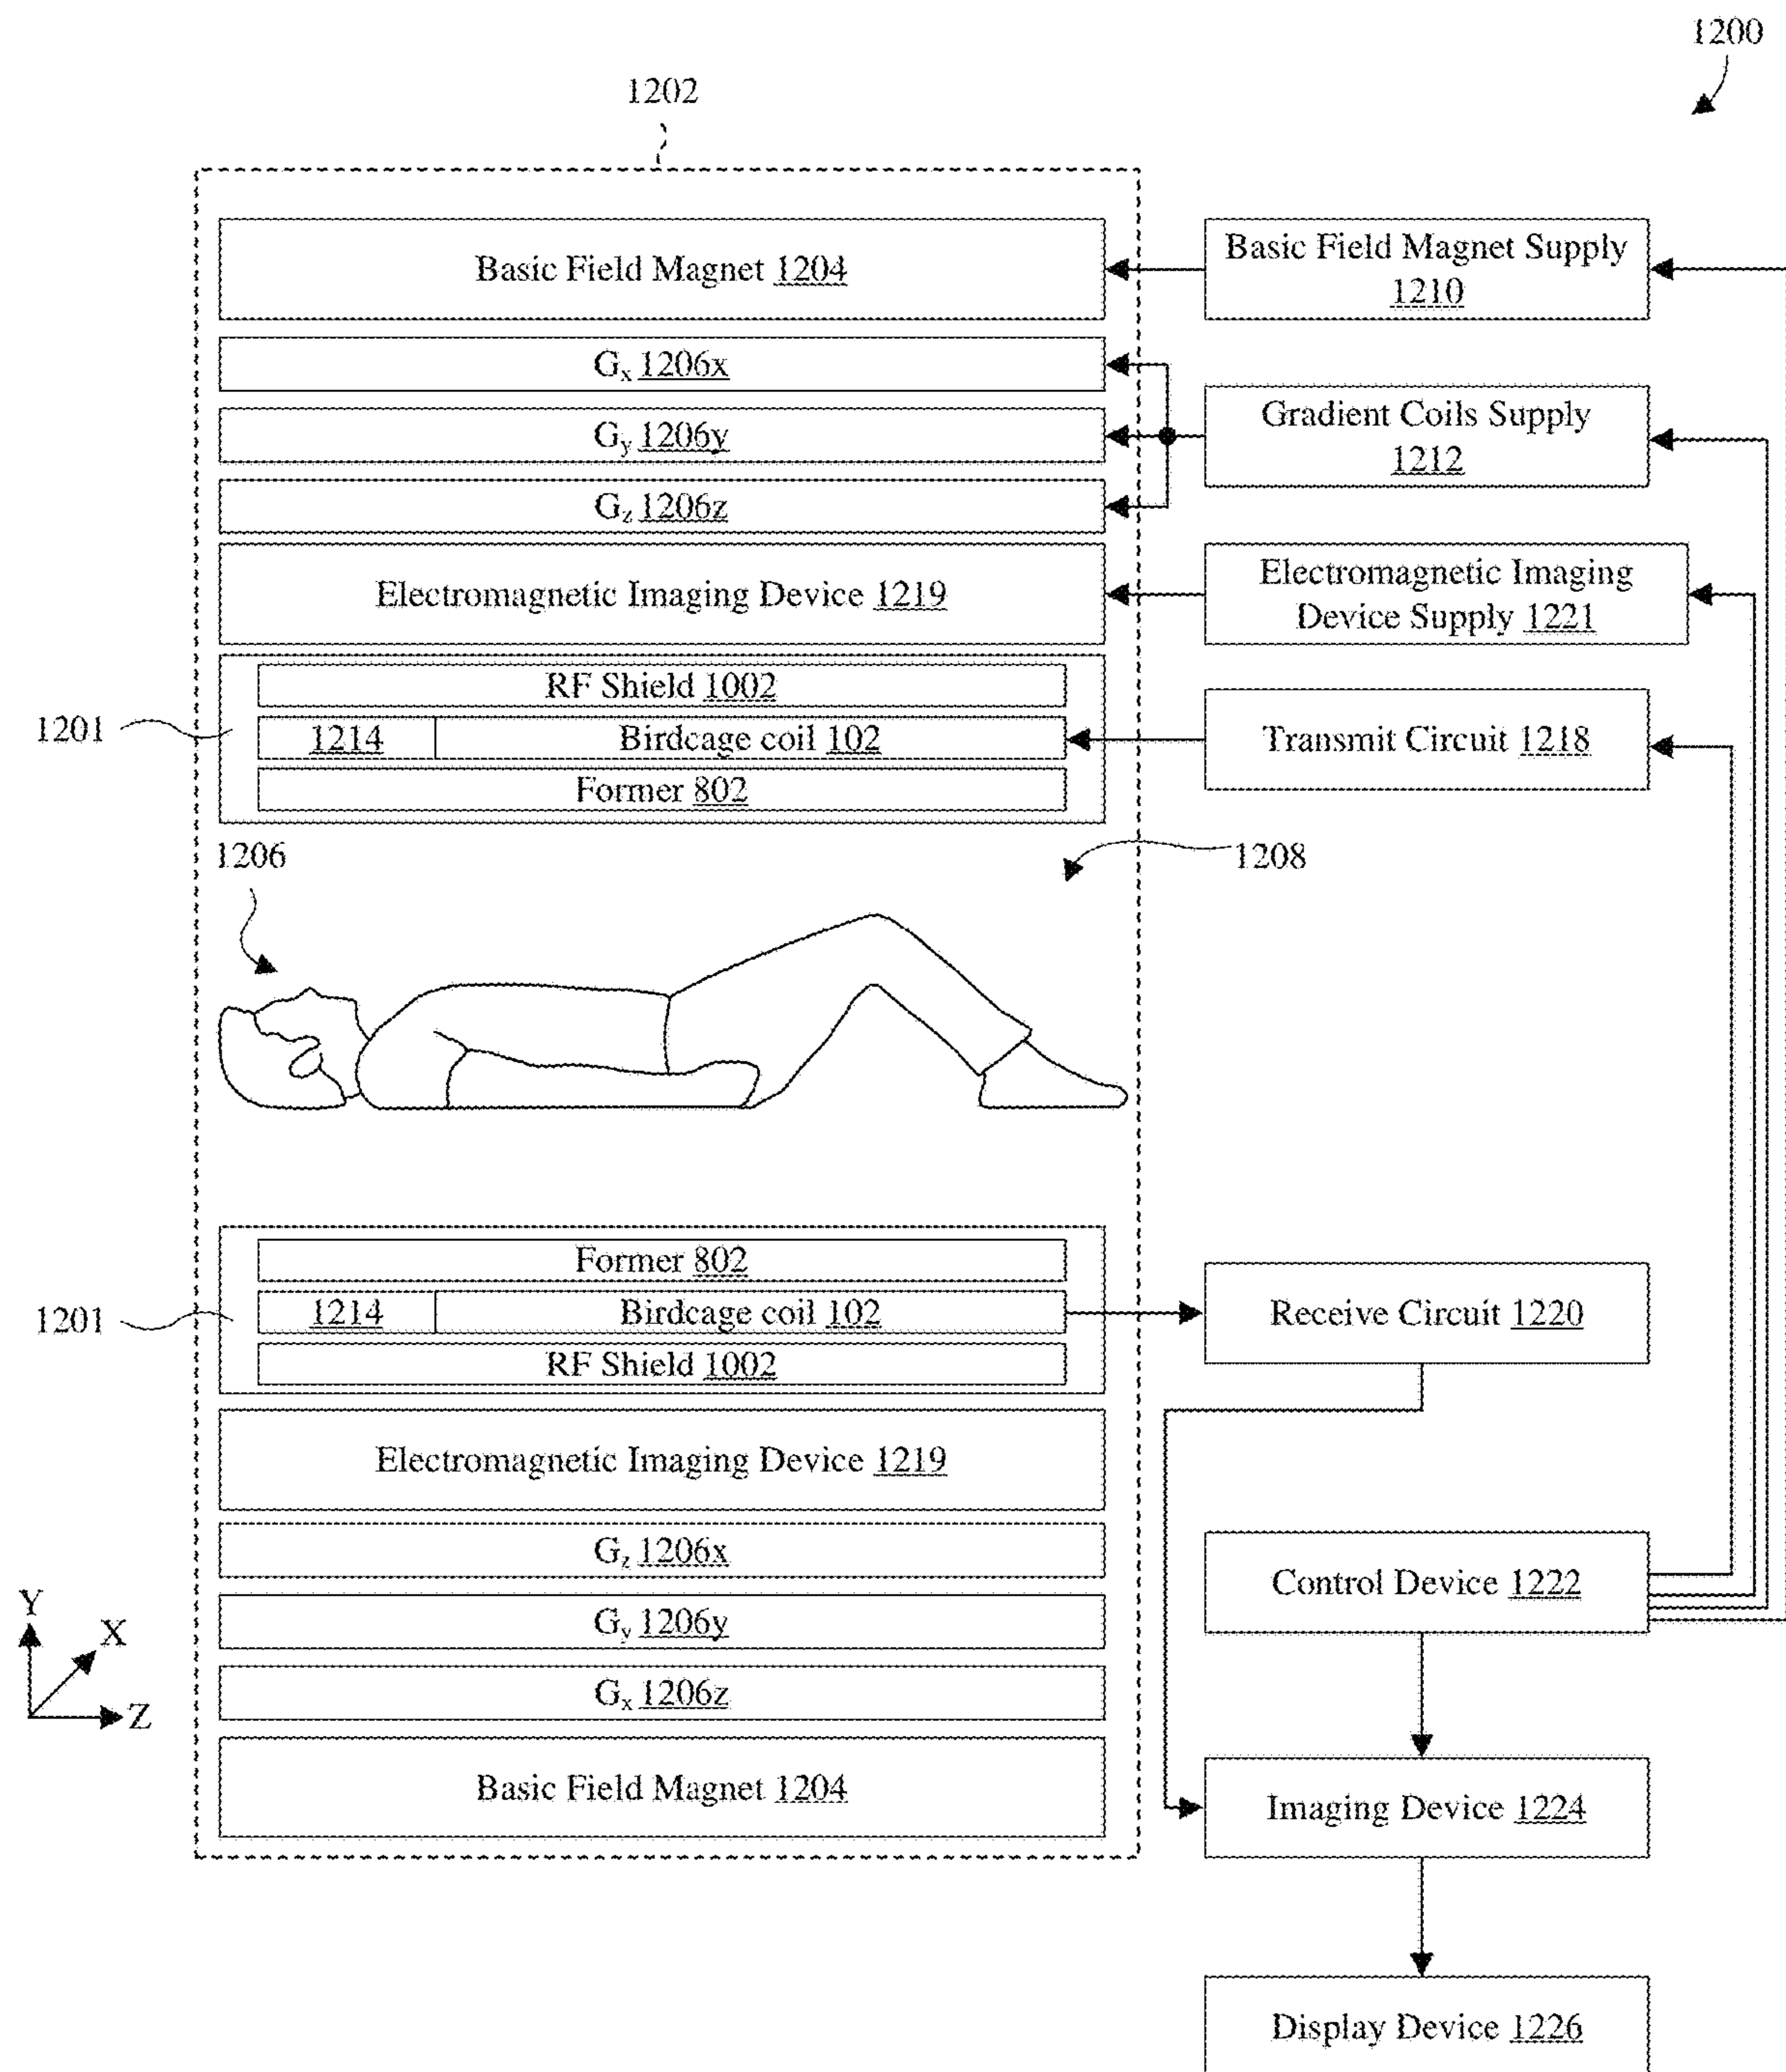 1200
1202
Basic Field Magnet 1204
Basic Field Magnet Supply
1210
Gx 1206x
Gy 1206y
Gz 1206z
Gradient Coils Supply
1212
Electromagnetic Imaging Device 1219
Electromagnetic Imaging
Device Supply 1221
1201
RF Shield 1002
1214
Birdcage coil 102
Former 802
Transmit Circuit 1218
1206
1208
1201
Former 802
1214
Birdcage coil 102
RF Shield 1002
Receive Circuit 1220
Electromagnetic Imaging Device 1219
Gz 1206x
Gy 1206y
Gx 1206z
Control Device 1222
Y
X
Z
Basic Field Magnet 1204
Imaging Device 1224
Display Device 1226